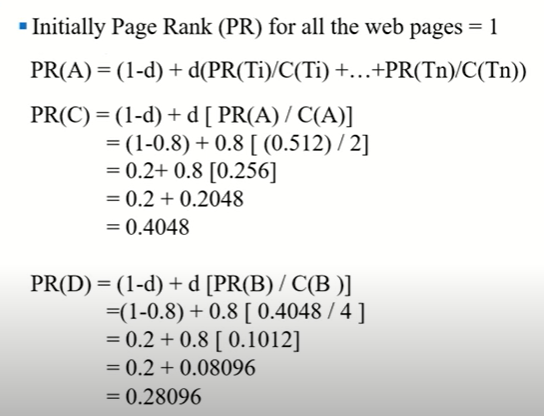 ▪ Initially Page Rank (PR) for all the web pages = 1
PR(A) = (1-d) + d(PR(Ti)/C(Ti) +…+PR(Tn)/C(Tn))
PR(C) = (1-d) + d [ PR(A) / C(A)]
= (1-0.8) + 0.8 [ (0.512) / 2]
= 0.2+ 0.8 [0.256]
= 0.2 + 0.2048
= 0.4048
PR(D) = (1-d) + d [PR(B) / C(B )]
=(1-0.8) + 0.8 [ 0.4048 / 4 ]
= 0.2 + 0.8 [ 0.1012]
= 0.2 + 0.08096
= 0.28096